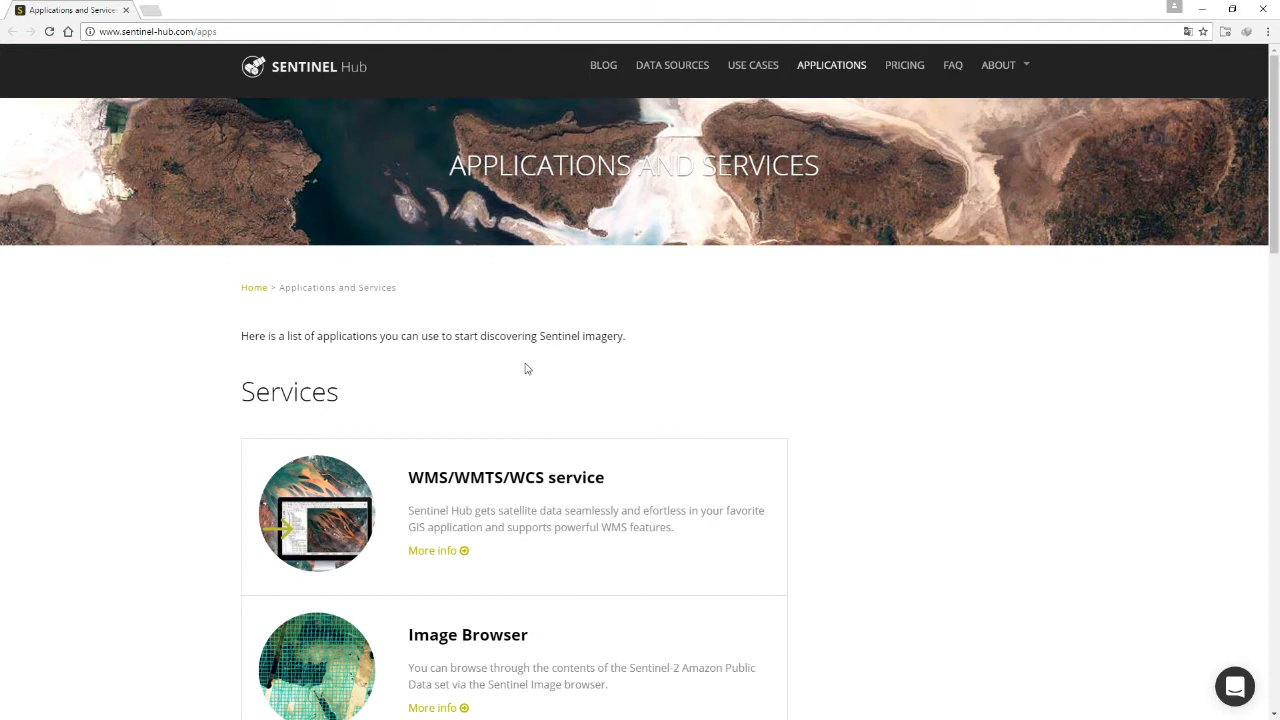 Applications and Services
www.sentinel-hub.com/apps
SENTINEL Hub
BLOG DATA SOURCES USE CASES APPLICATIONS PRICING FAQ ABOUT
APPLICATIONS AND SERVICES
Home > Applications and Services
Here is a list of applications you can use to start discovering Sentinel imagery.
Services
WMS/WMTS/WCS service
Sentinel Hub gets satellite data seamlessly and efortless in your favorite
GIS application and supports powerful WMS features.
More info
Image Browser
You can browse through the contents of the Sentinel-2 Amazon Public
Data set via the Sentinel Image browser.
More info